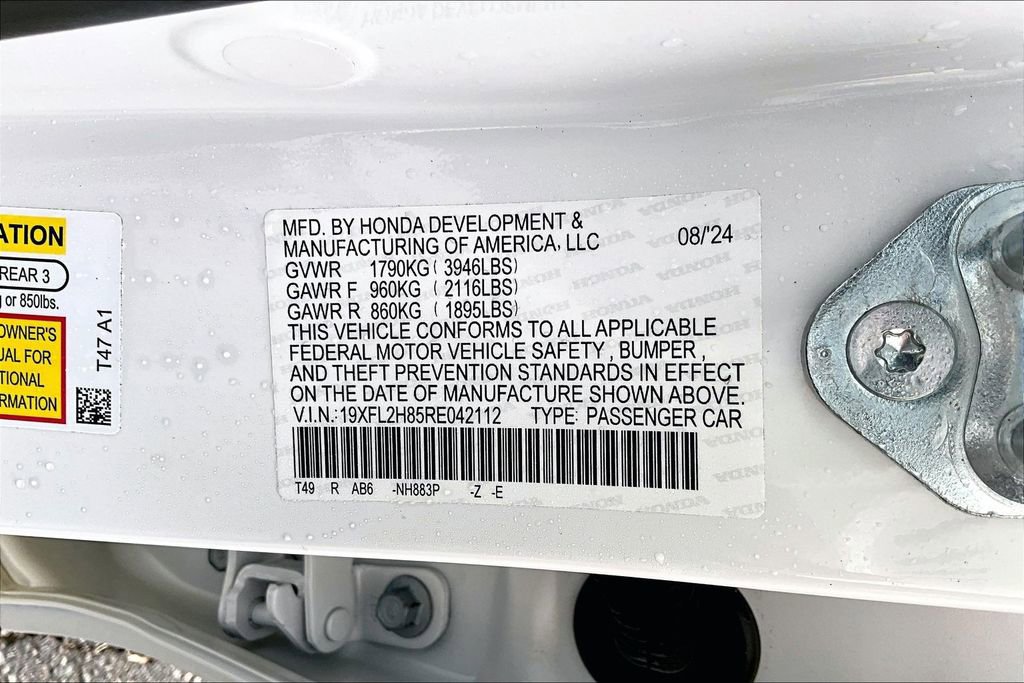 ATION
REAR 3
g or 850lbs.
OWNER'S
UAL FOR
TIONAL
ORMATION
T47 A1
MFD. BY HONDA DEVELOPMENT &
MANUFACTURING OF AMERICA, LLC 08/'24
GVWR 1790KG ( 3946LBS)
GAWR F 960KG ( 2116LBS)
GAWR R 860KG ( 1895LBS)
THIS VEHICLE CONFORMS TO ALL APPLICABLE
FEDERAL MOTOR VEHICLE SAFETY , BUMPER ,
AND THEFT PREVENTION STANDARDS IN EFFECT
ON THE DATE OF MANUFACTURE SHOWN ABOVE.
V.I.N.:19XFL2H85RE042112 TYPE: PASSENGER CAR
T49 R AB6 -NH883P -Z -E